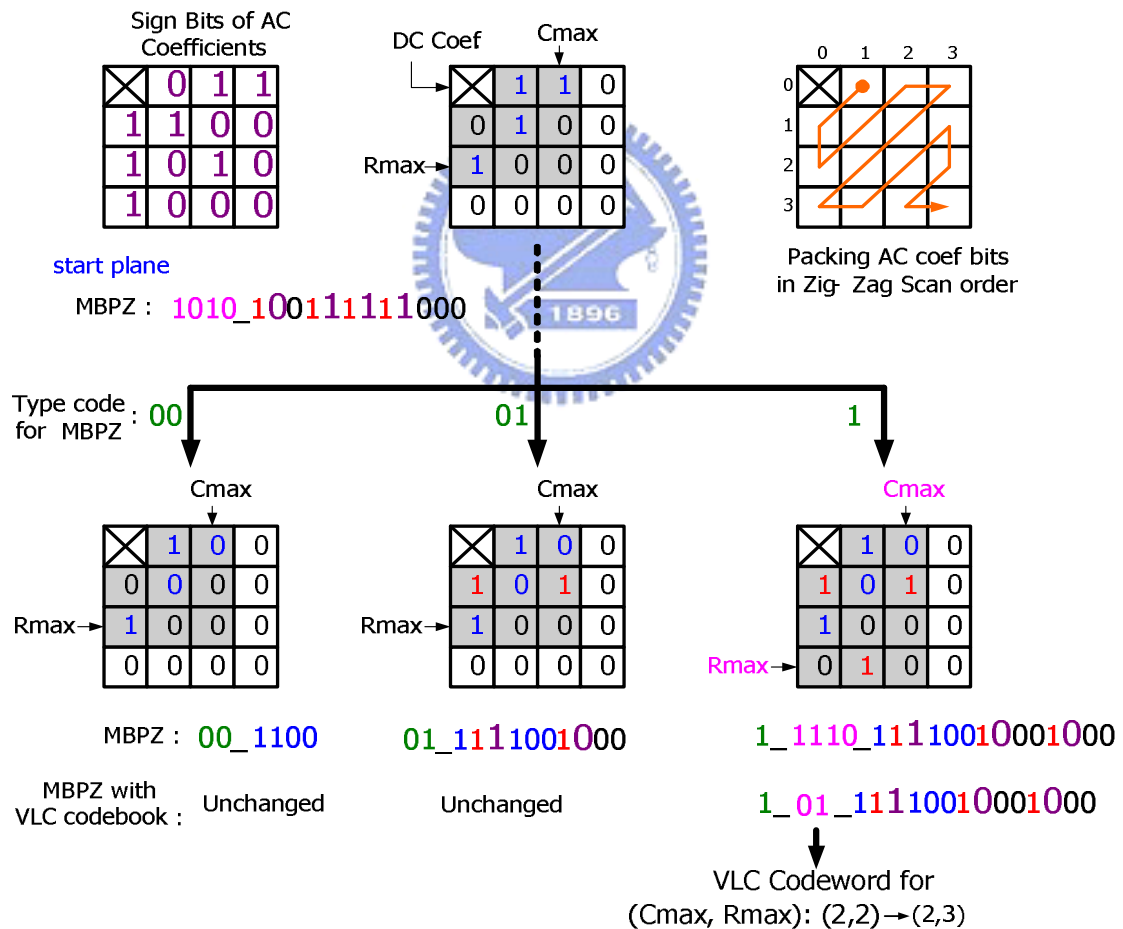 Sign Bits of AC
Coefficients
0 1 1
1 1 0 0
1 0 1 0
1 0 0 0
DC Coef
Cmax
1 1 0
0 1 0 0
Rmax
1 0 0 0
0 0 0 0
0 1 2 3
0
1
2
3
Packing AC coef bits
in Zig- Zag Scan order
start plane
MBPZ : 1010_1001111111000
1896
Type code
for MBPZ
: 00
01
1
Cmax
1 0 0
0 0 0 0
Rmax
1 0 0 0
0 0 0 0
Cmax
1 0 0
1 0 1 0
Rmax
1 0 0 0
0 0 0 0
Cmax
1 0 0
1 0 1 0
1 0 0 0
Rmax
0 1 0 0
MBPZ : 00_1100
01_1111001000
1_1110_11110010001000
MBPZ with
VLC codebook :
Unchanged
Unchanged
1_01_11110010001000
VLC Codeword for
(Cmax, Rmax): (2,2)→(2,3)